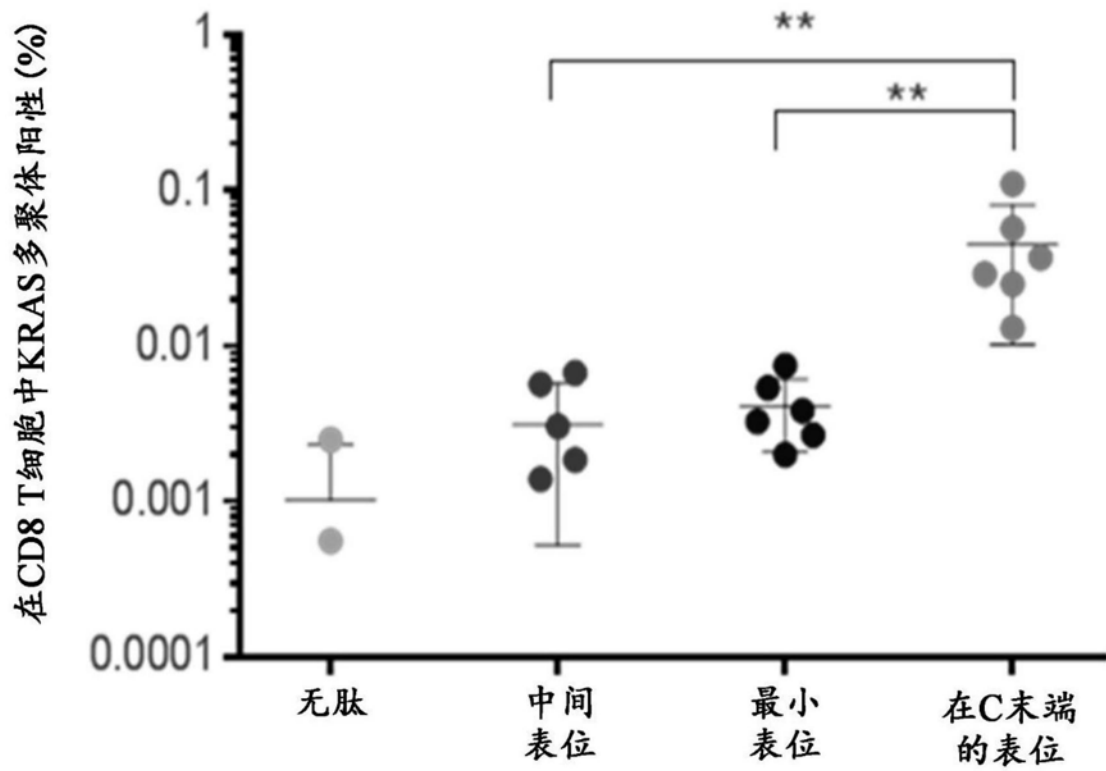 在CD8 T细胞中KRAS多聚体阳性(%)
**
**
1
0.1
0.01
0.001
0.0001
无肽
中间
表位
最小
表位
在C末端
的表位